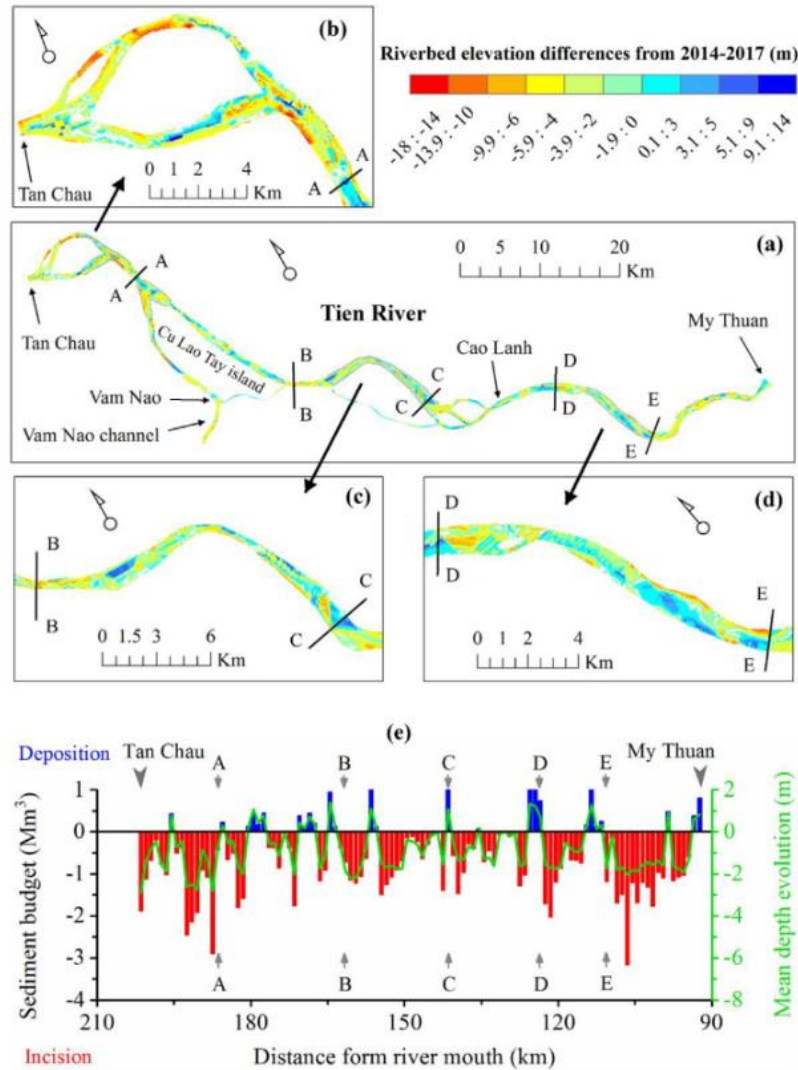 (b)
Tan Chau
0 1 2 4
Km
A
A
Riverbed elevation differences from 2014-2017 (m)
-18 : -14
-13.9 : -10
-9.9 : -6
-5.9 : -4
-3.9 : -2
-1.9 : 0
0.1 : 3
3.1 : 5
5.1 : 9
9.1 : 14
(a)
0 5 10 20
Km
Tien River
A
A
Tan Chau
Cu Lao Tay island
Vam Nao
Vam Nao channel
B
B
C
C
Cao Lanh
D
D
E
E
My Thuan
(c)
B
B
C
C
0 1.5 3 6
Km
(d)
D
D
E
E
0 1 2 4
Km
(e)
Deposition
Tan Chau
A
B
C
D
E
My Thuan
Sediment budget (Mm³)
1
0
-1
-2
-3
-4
Mean depth evolution (m)
2
0
-2
-4
-6
-8
A
B
C
D
E
210 180 150 120 90
Incision
Distance form river mouth (km)